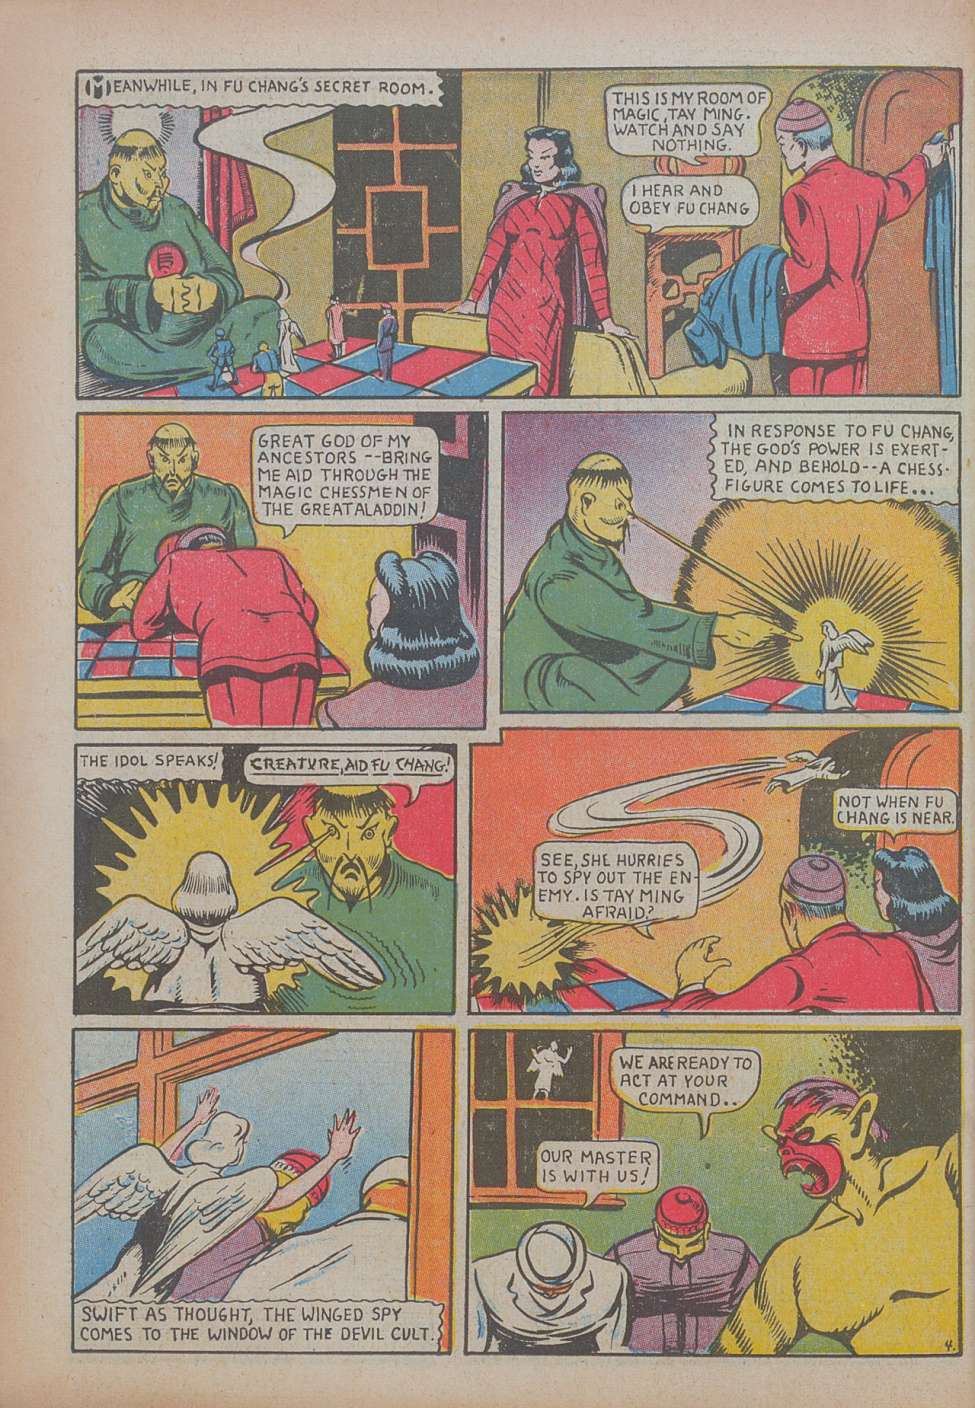 MEANWHILE, IN FU CHANG'S SECRET ROOM.
THIS IS MY ROOM OF
MAGIC, TAY MING.
WATCH AND SAY
NOTHING.
I HEAR AND
OBEY FU CHANG
GREAT GOD OF MY
ANCESTORS -- BRING
ME AID THROUGH THE
MAGIC CHESSMEN OF
THE GREAT ALADDIN!
IN RESPONSE TO FU CHANG,
THE GOD'S POWER IS EXERT-
ED, AND BEHOLD -- A CHESS-
FIGURE COMES TO LIFE...
THE IDOL SPEAKS!
CREATURE, AID FU CHANG!
SEE, SHE HURRIES
TO SPY OUT THE EN-
EMY. IS TAY MING
AFRAID?
NOT WHEN FU
CHANG IS NEAR.
SWIFT AS THOUGHT, THE WINGED SPY
COMES TO THE WINDOW OF THE DEVIL CULT.
WE ARE READY TO
ACT AT YOUR
COMMAND..
OUR MASTER
IS WITH US!
4.